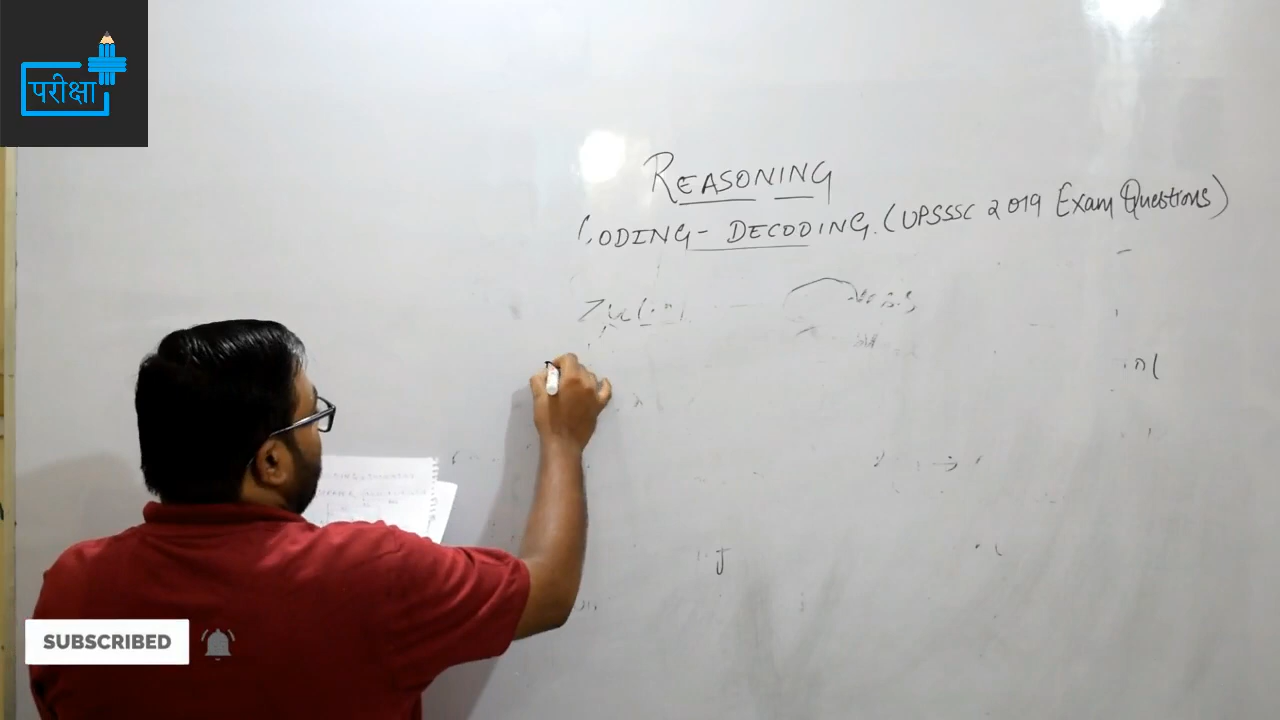 परीक्षा
REASONING
CODING - DECODING. (UPSSSC 2019 Exam Questions)
SUBSCRIBED